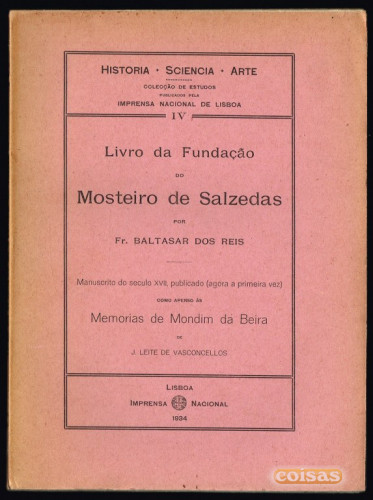 HISTORIA · SCIENCIA · ARTE
COLECÇÃO DE ESTUDOS
PUBLICADOS PELA
IMPRENSA NACIONAL DE LISBOA
IV
Livro da Fundação
DO
Mosteiro de Salzedas
POR
Fr. BALTASAR DOS REIS
Manuscrito do seculo XVII, publicado (agora a primeira vez)
COMO APENSO ÀS
Memorias de Mondim da Beira
DE
J. LEITE DE VASCONCELLOS
LISBOA
IMPRENSA NACIONAL
1934
coisas